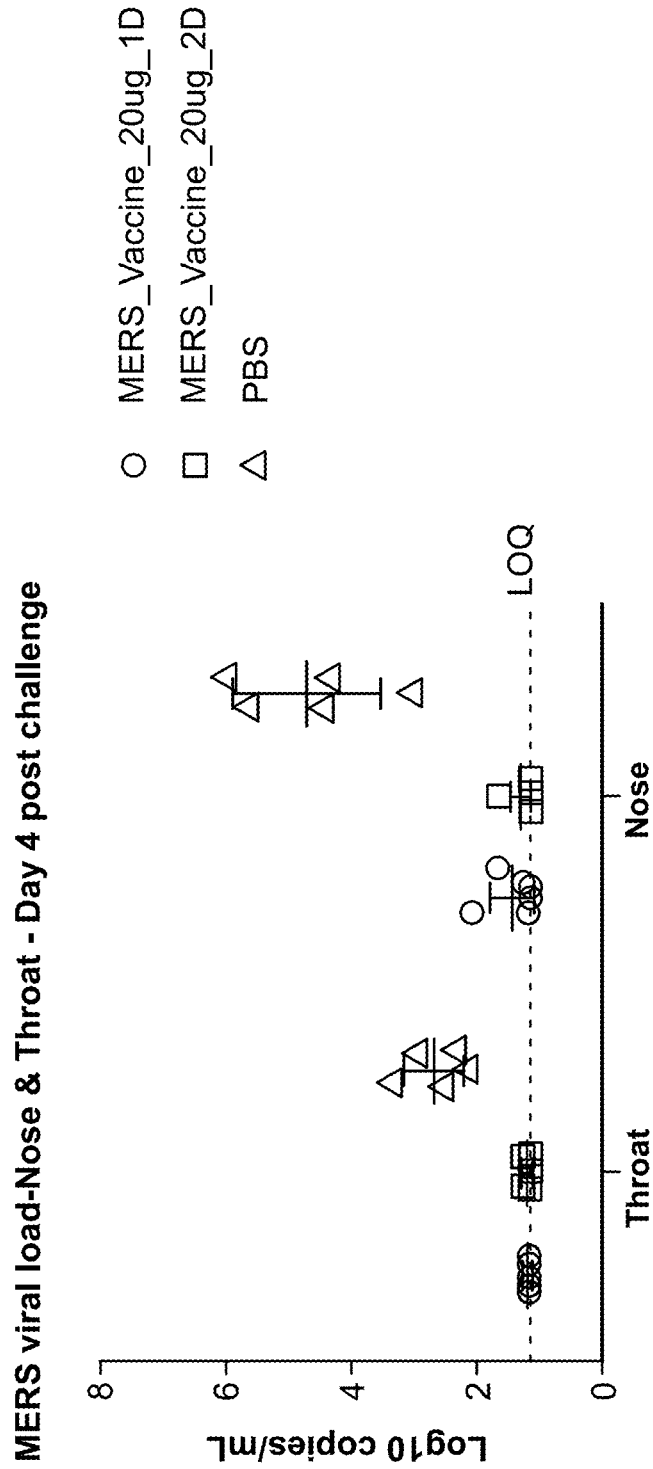 MERS viral load-Nose & Throat - Day 4 post challenge
MERS_Vaccine_20ug_1D
MERS_Vaccine_20ug_2D
PBS
Log10 copies/mL
8
6
4
2
0
LOQ
Throat
Nose